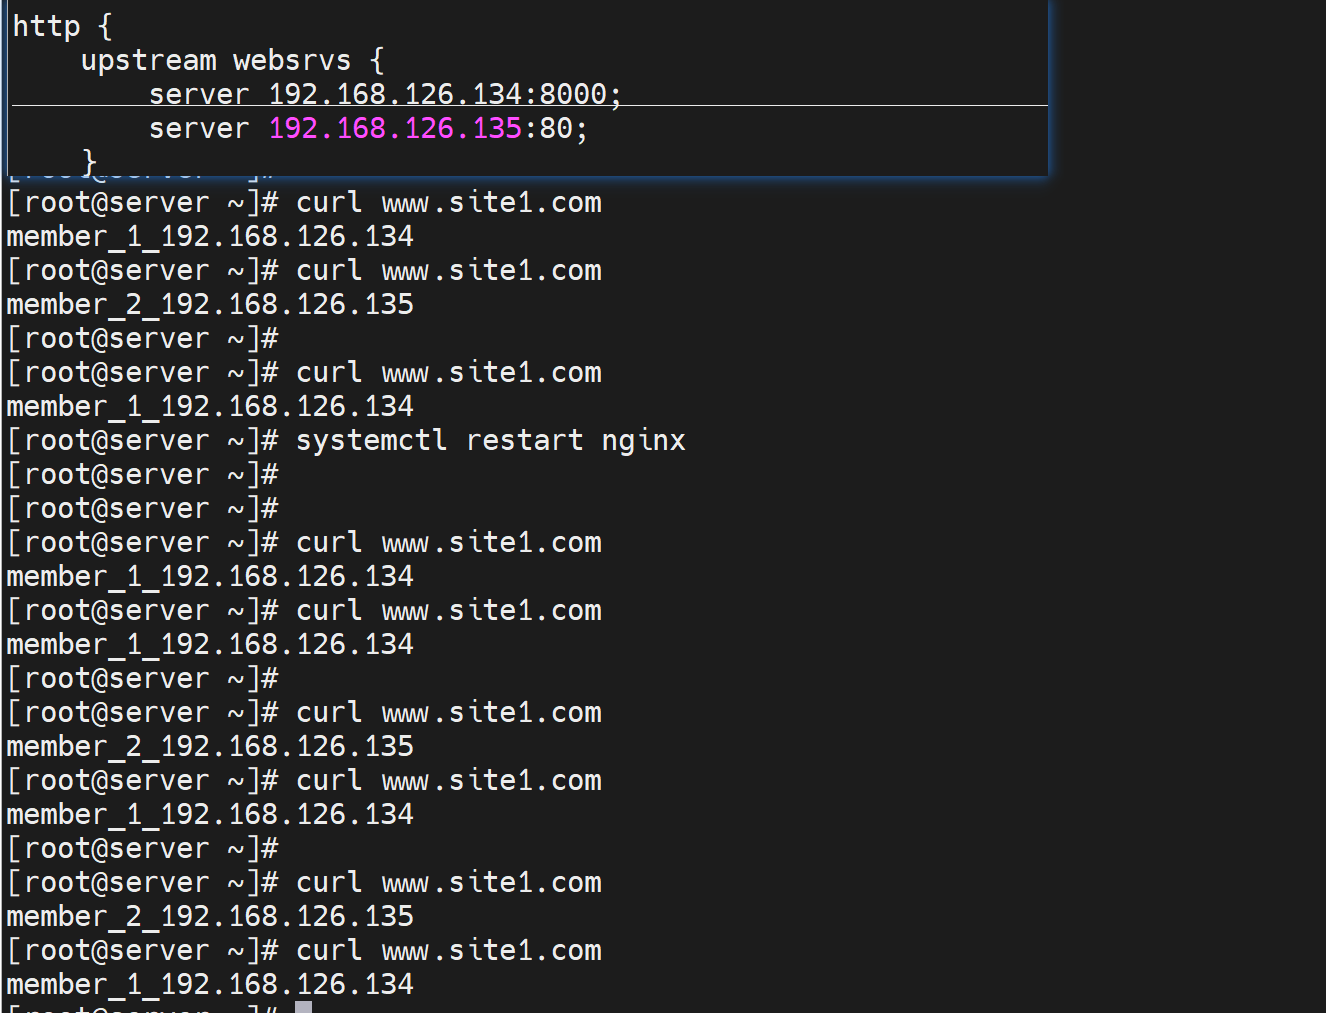 http {
    upstream websrvs {
        server 192.168.126.134:8000;
        server 192.168.126.135:80;
    }
[root@server ~]# curl www.site1.com
member_1_192.168.126.134
[root@server ~]# curl www.site1.com
member_2_192.168.126.135
[root@server ~]#
[root@server ~]# curl www.site1.com
member_1_192.168.126.134
[root@server ~]# systemctl restart nginx
[root@server ~]#
[root@server ~]#
[root@server ~]# curl www.site1.com
member_1_192.168.126.134
[root@server ~]# curl www.site1.com
member_1_192.168.126.134
[root@server ~]#
[root@server ~]# curl www.site1.com
member_2_192.168.126.135
[root@server ~]# curl www.site1.com
member_1_192.168.126.134
[root@server ~]#
[root@server ~]# curl www.site1.com
member_2_192.168.126.135
[root@server ~]# curl www.site1.com
member_1_192.168.126.134